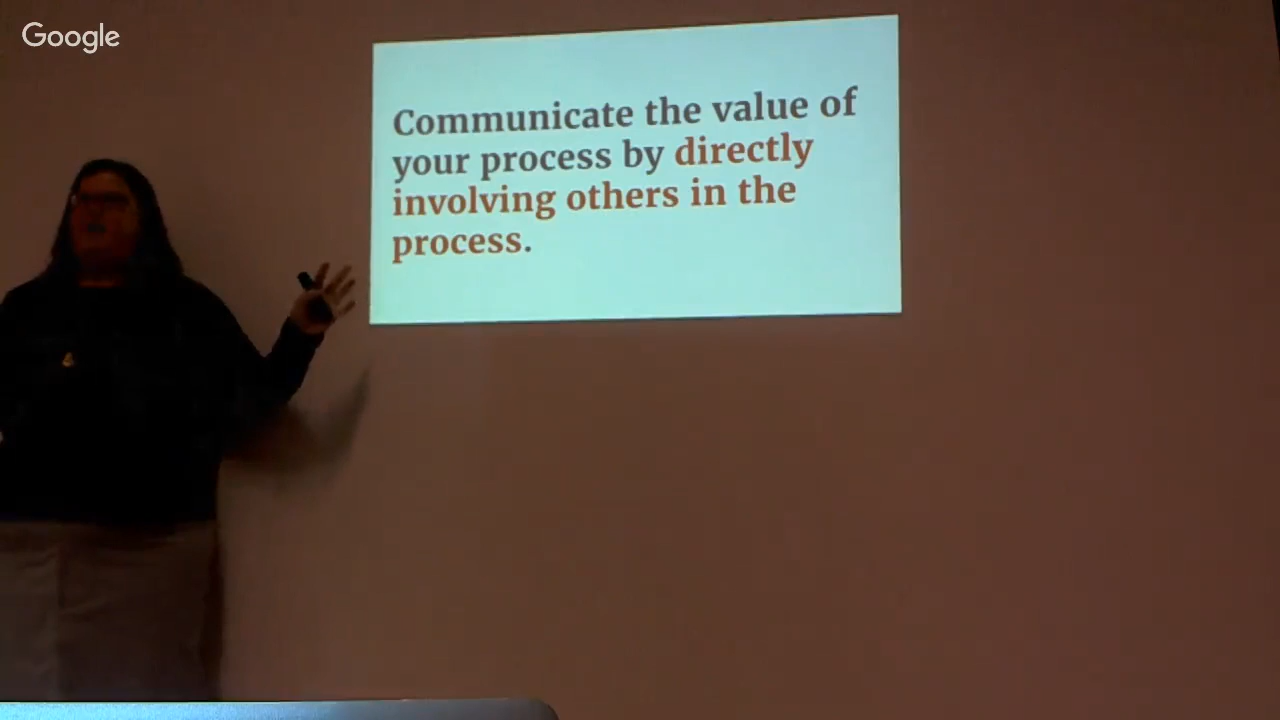 Google
Communicate the value of
your process by directly
involving others in the
process.